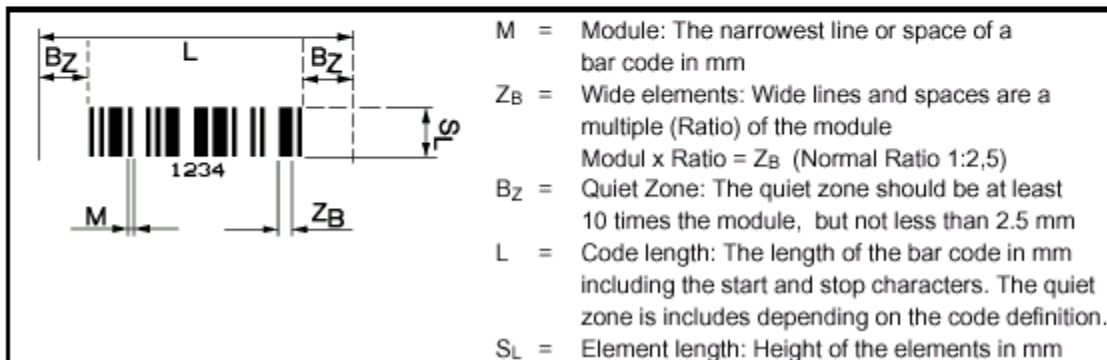 L
BZ
BZ
SL
1234
M
ZB
M = Module: The narrowest line or space of a
bar code in mm
ZB = Wide elements: Wide lines and spaces are a
multiple (Ratio) of the module
Modul x Ratio = ZB (Normal Ratio 1:2,5)
BZ = Quiet Zone: The quiet zone should be at least
10 times the module, but not less than 2.5 mm
L = Code length: The length of the bar code in mm
including the start and stop characters. The quiet
zone is includes depending on the code definition.
SL = Element length: Height of the elements in mm